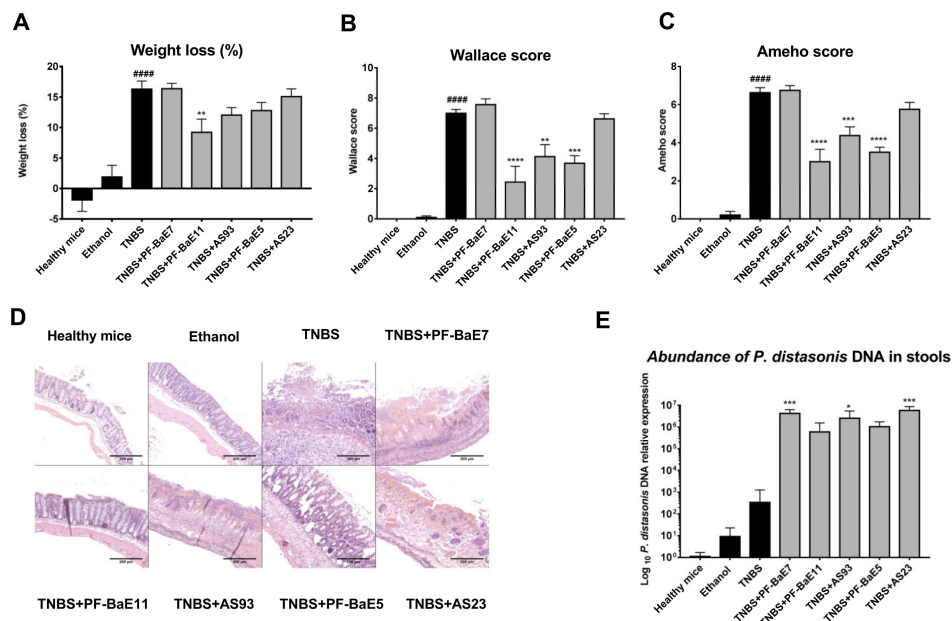 A
Weight loss (%)
Weight loss (%)
20
15
10
5
0
-5
####
**
Healthy mice
Ethanol
TNBS
TNBS+PF-BaE7
TNBS+PF-BaE11
TNBS+AS93
TNBS+PF-BaE5
TNBS+AS23
B
Wallace score
Wallace score
8
6
4
2
0
####
****
**
***
Healthy mice
Ethanol
TNBS
TNBS+PF-BaE7
TNBS+PF-BaE11
TNBS+AS93
TNBS+PF-BaE5
TNBS+AS23
C
Ameho score
Ameho score
8
6
4
2
0
####
****
***
****
Healthy mice
Ethanol
TNBS
TNBS+PF-BaE7
TNBS+PF-BaE11
TNBS+AS93
TNBS+PF-BaE5
TNBS+AS23
D
Healthy mice Ethanol TNBS TNBS+PF-BaE7
TNBS+PF-BaE11 TNBS+AS93 TNBS+PF-BaE5 TNBS+AS23
E
Abundance of P. distasonis DNA in stools
Log 10 P. distasonis DNA relative expression
10⁷
10⁶
10⁵
10⁴
10³
10²
10¹
10⁰
***
*
***
Healthy mice
Ethanol
TNBS
TNBS+PF-BaE7
TNBS+PF-BaE11
TNBS+AS93
TNBS+PF-BaE5
TNBS+AS23